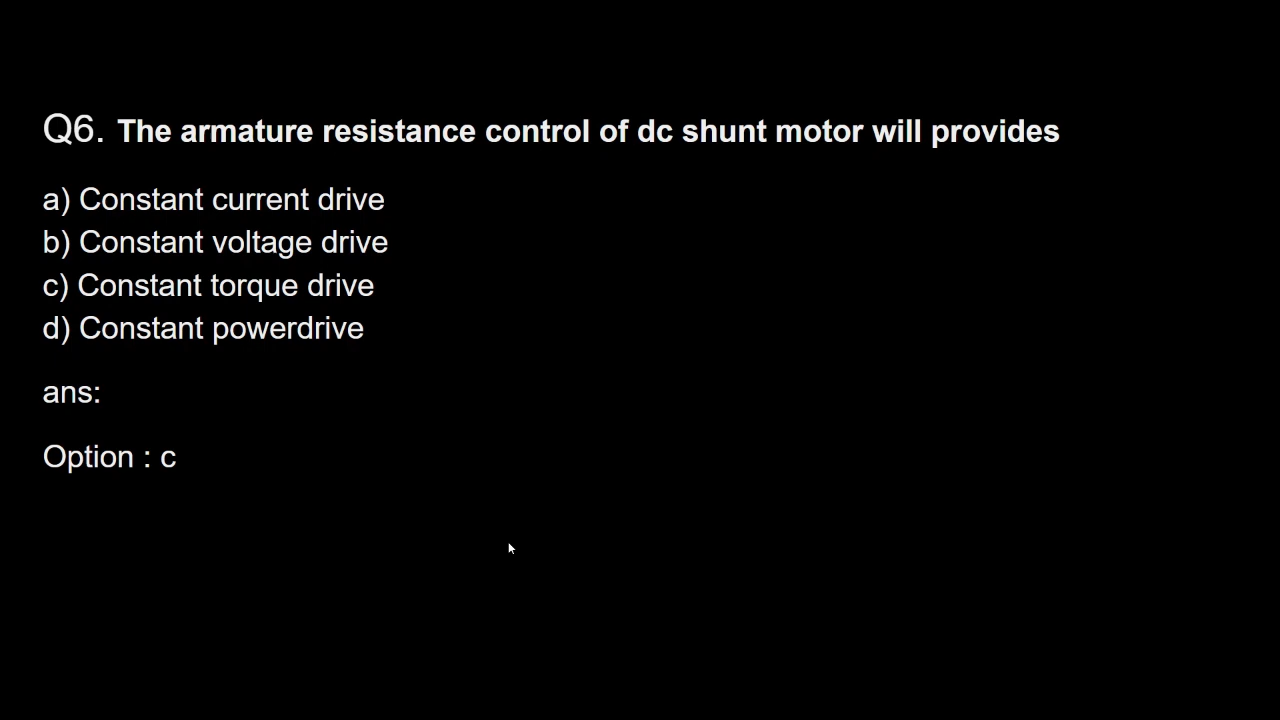 Q6. The armature resistance control of dc shunt motor will provides
a) Constant current drive
b) Constant voltage drive
c) Constant torque drive
d) Constant powerdrive
ans:
Option : c